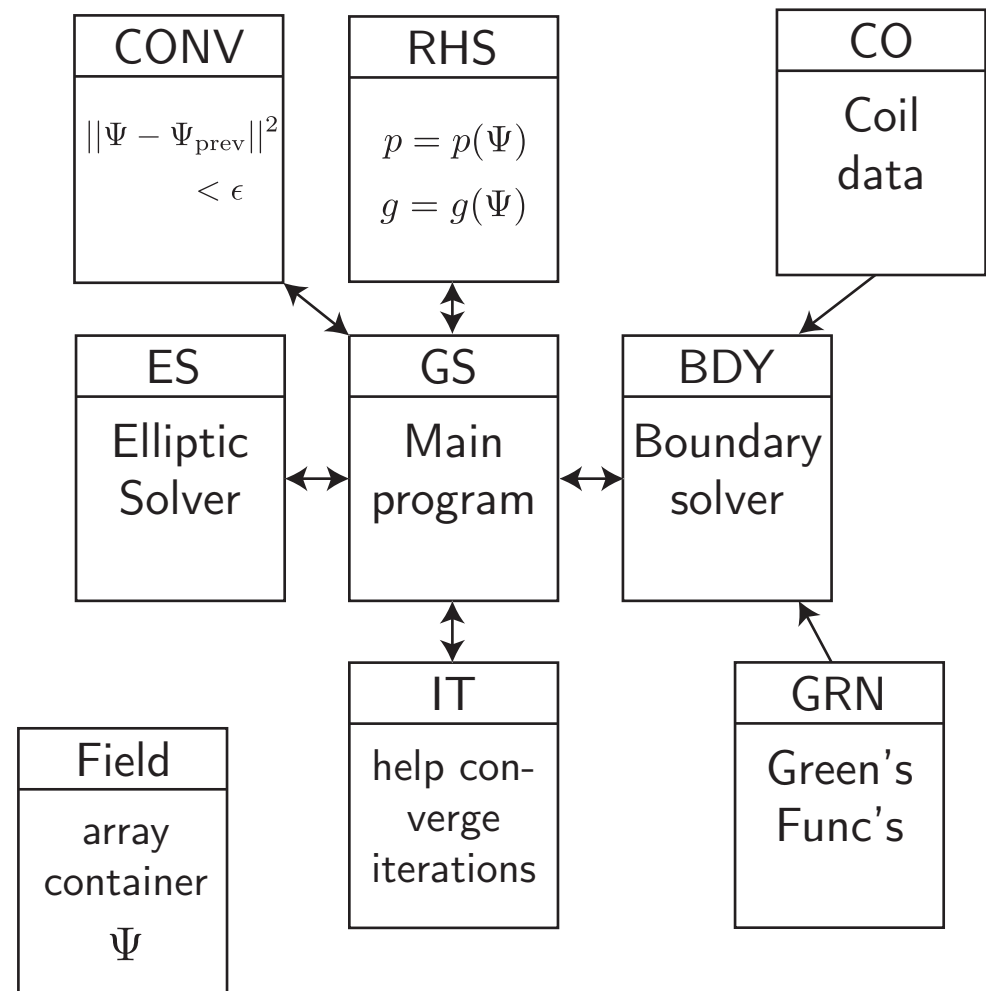 CONV
||Ψ − Ψprev||²
< ϵ
RHS
p = p(Ψ)
g = g(Ψ)
CO
Coil
data
ES
Elliptic
Solver
GS
Main
program
BDY
Boundary
solver
Field
array
container
Ψ
IT
help con-
verge
iterations
GRN
Green's
Func's